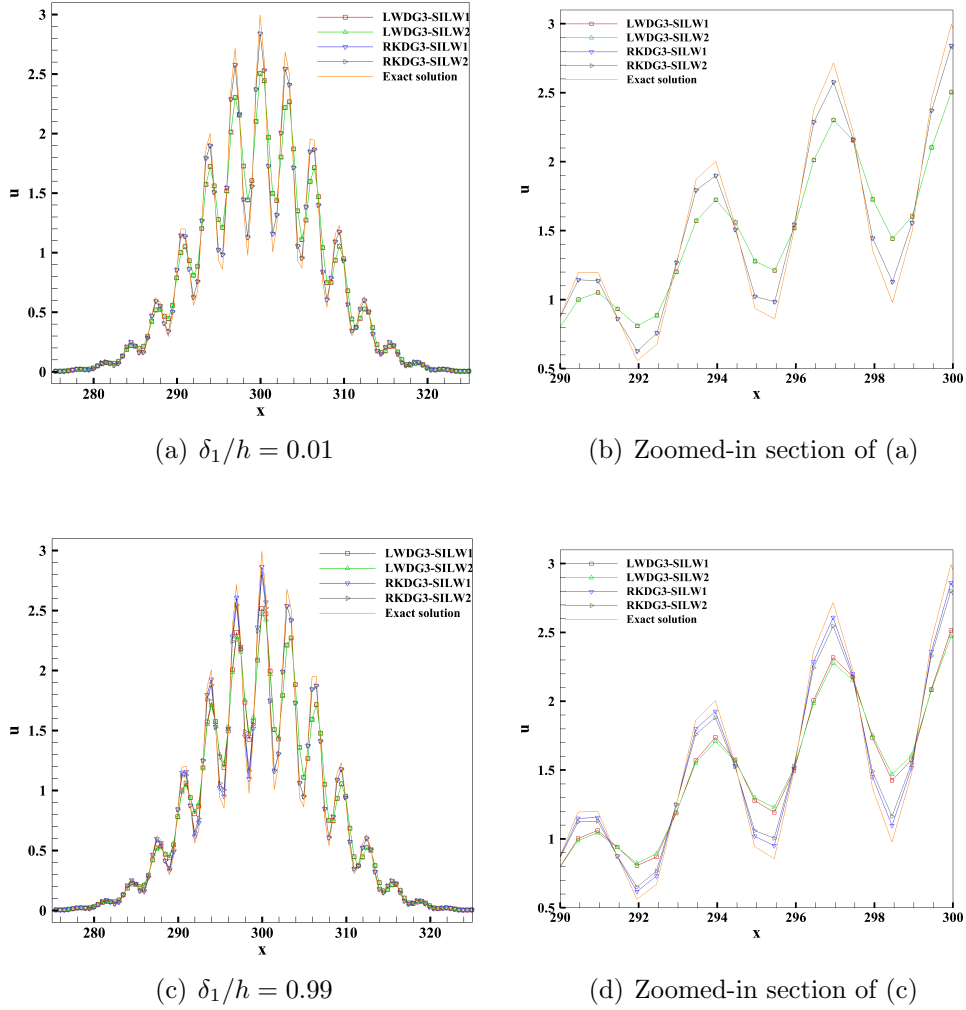 LWDG3-SILW1
LWDG3-SILW2
RKDG3-SILW1
RKDG3-SILW2
Exact solution
u
3
2.5
2
1.5
1
0.5
0
280 290 300 310 320
x
(a) δ₁/h = 0.01
LWDG3-SILW1
LWDG3-SILW2
RKDG3-SILW1
RKDG3-SILW2
Exact solution
u
3
2.5
2
1.5
1
0.5
290 292 294 296 298 300
x
(b) Zoomed-in section of (a)
LWDG3-SILW1
LWDG3-SILW2
RKDG3-SILW1
RKDG3-SILW2
Exact solution
u
3
2.5
2
1.5
1
0.5
0
280 290 300 310 320
x
(c) δ₁/h = 0.99
LWDG3-SILW1
LWDG3-SILW2
RKDG3-SILW1
RKDG3-SILW2
Exact solution
u
3
2.5
2
1.5
1
0.5
290 292 294 296 298 300
x
(d) Zoomed-in section of (c)